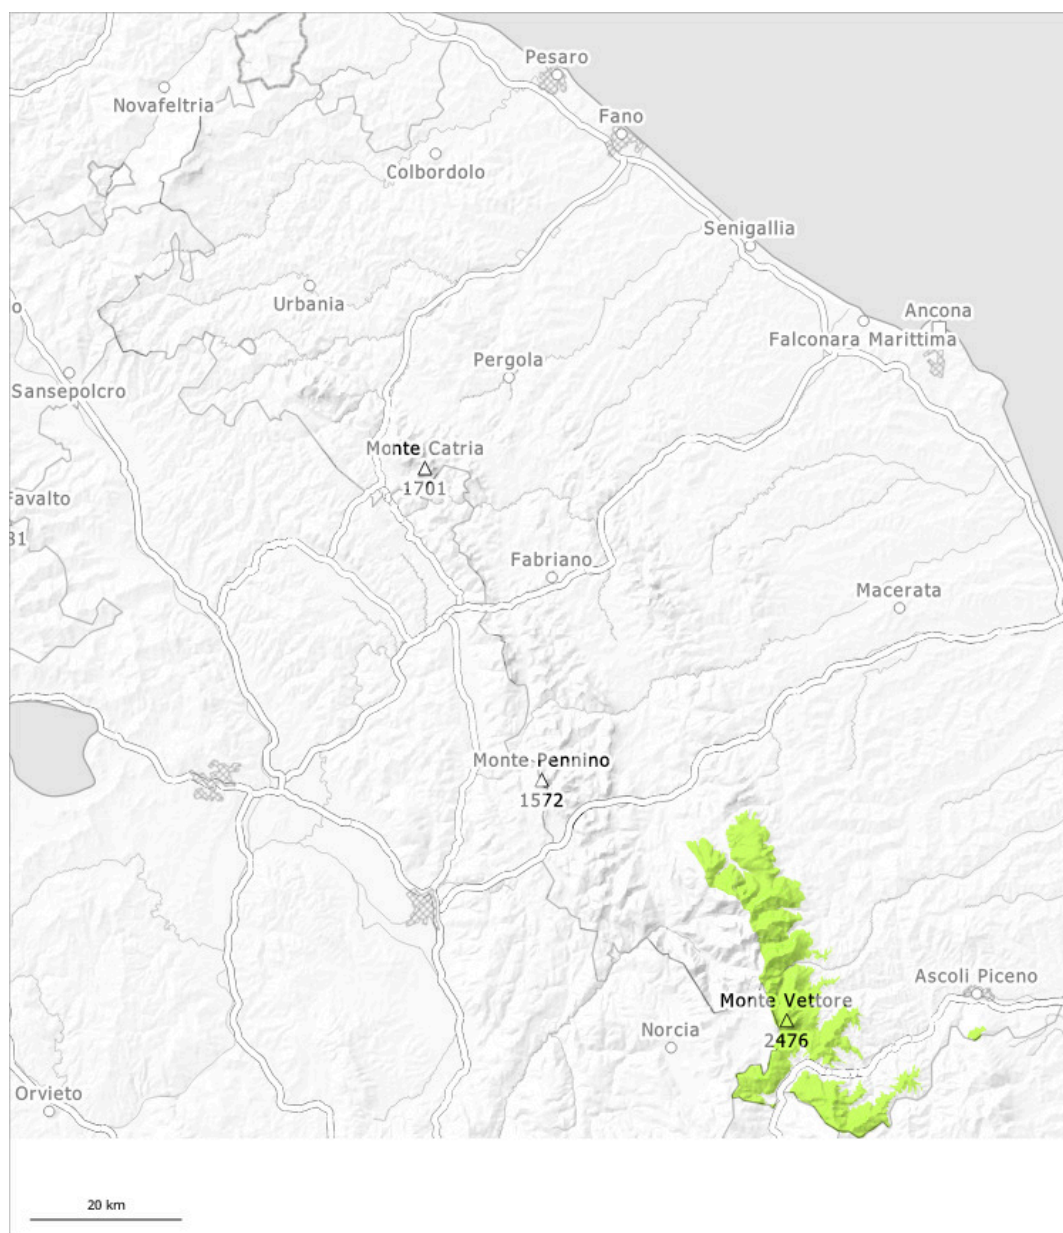 Pesaro
Novafeltria
Fano
Colbordolo
Senigallia
Urbania
o
Ancona
Falconara Marittima
Pergola
Sansepolcro
Monte Catria
1701
Favalto
31
Fabriano
Macerata
Monte Pennino
1572
Ascoli Piceno
Monte Vettore
Norcia
2476
Orvieto
20 km